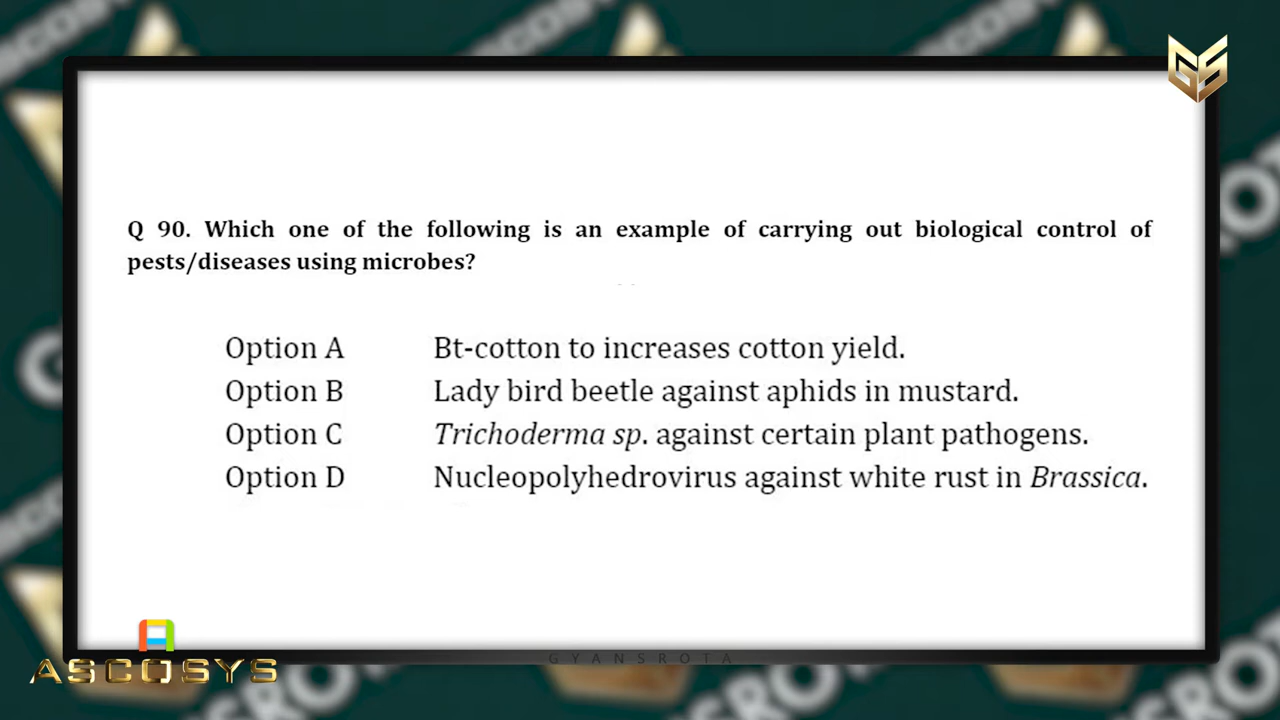 GS
Q 90. Which one of the following is an example of carrying out biological control of
pests/diseases using microbes?
Option A Bt-cotton to increases cotton yield.
Option B Lady bird beetle against aphids in mustard.
Option C Trichoderma sp. against certain plant pathogens.
Option D Nucleopolyhedrovirus against white rust in Brassica.
ASCOSYS
GYANSROTA